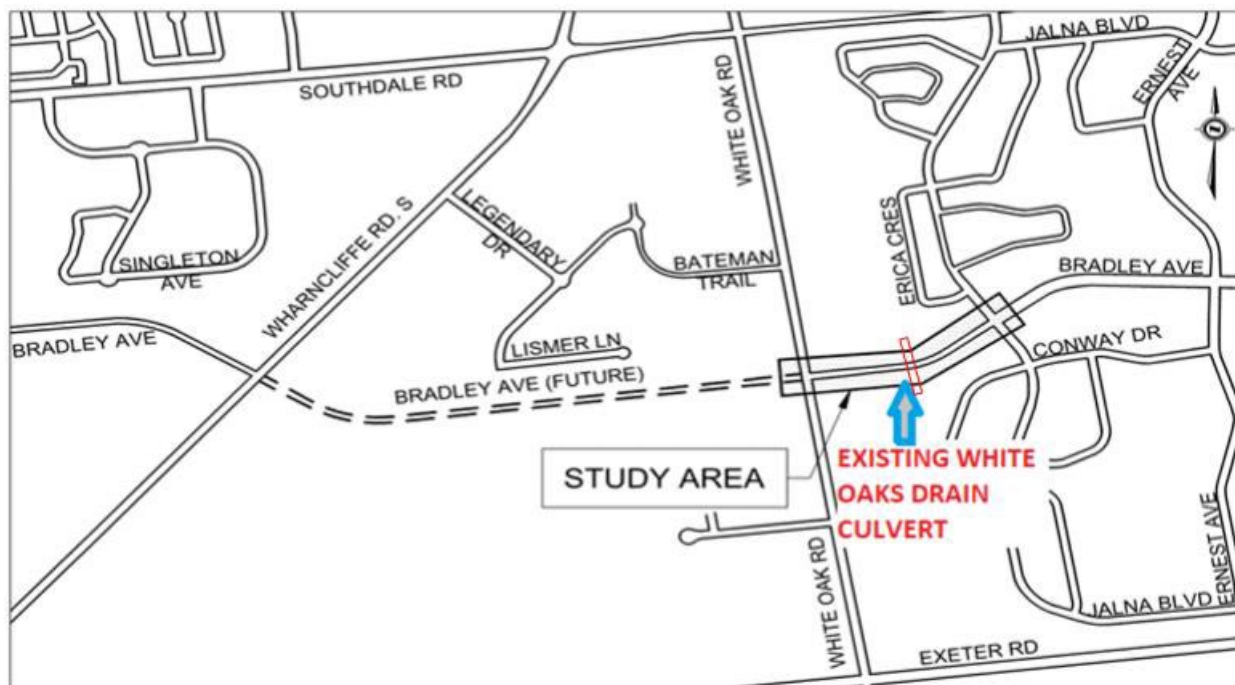 JALNA BLVD
ERNEST
AVE
SOUTHDALE RD
WHITE OAK RD
WHARNCLIFFE RD. S
LEGENDARY
DR
ERICA CRES
SINGLETON
AVE
BATEMAN
TRAIL
BRADLEY AVE
BRADLEY AVE
LISMER LN
CONWAY DR
BRADLEY AVE (FUTURE)
STUDY AREA
EXISTING WHITE
OAKS DRAIN
CULVERT
WHITE OAK RD
ERNEST AVE
JALNA BLVD
EXETER RD